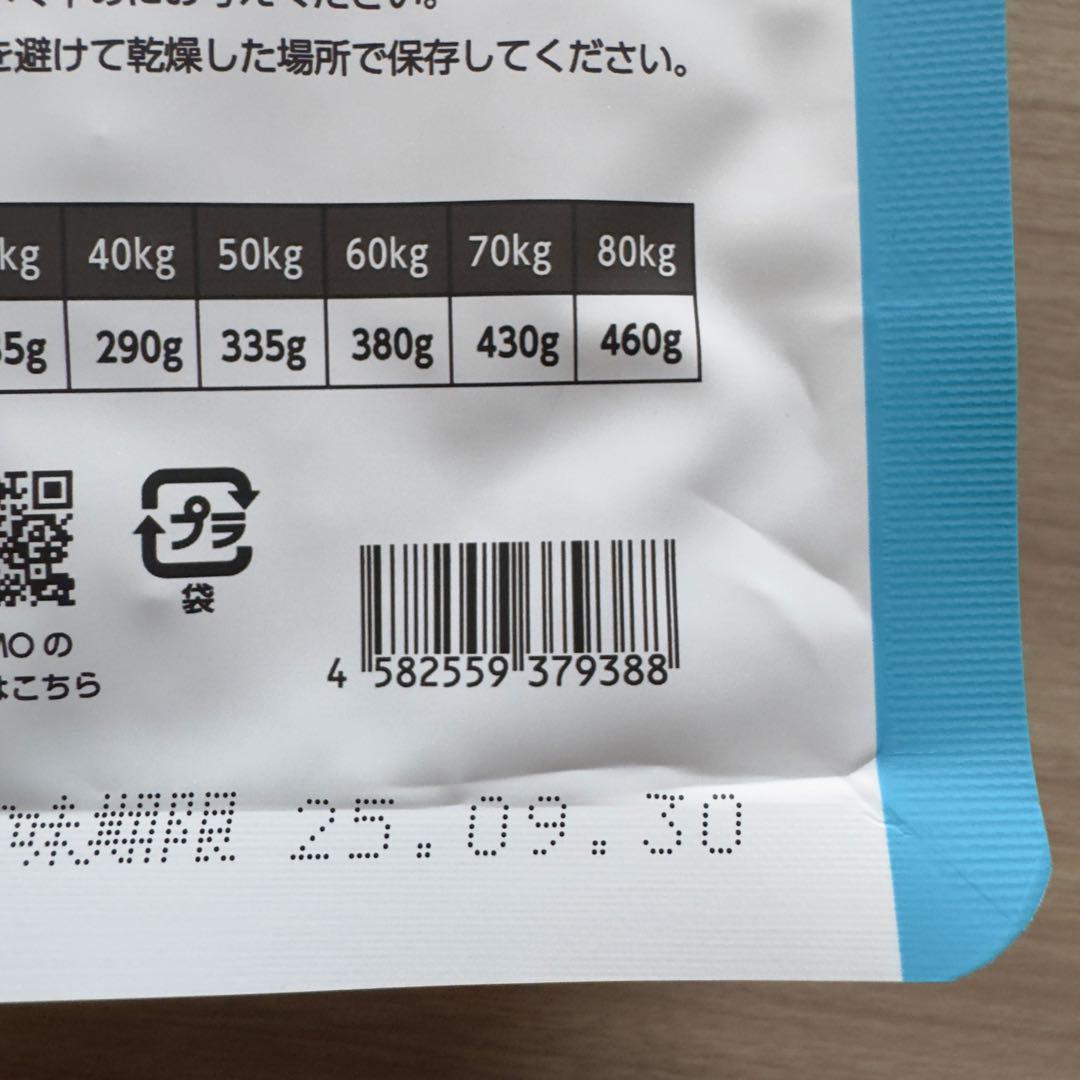 を避けて乾燥した場所で保存してください。
kg 40kg 50kg 60kg 70kg 80kg
5g 290g 335g 380g 430g 460g
プラ
袋
MOの
はこちら
4 582559 379388
味期限 25.09.30